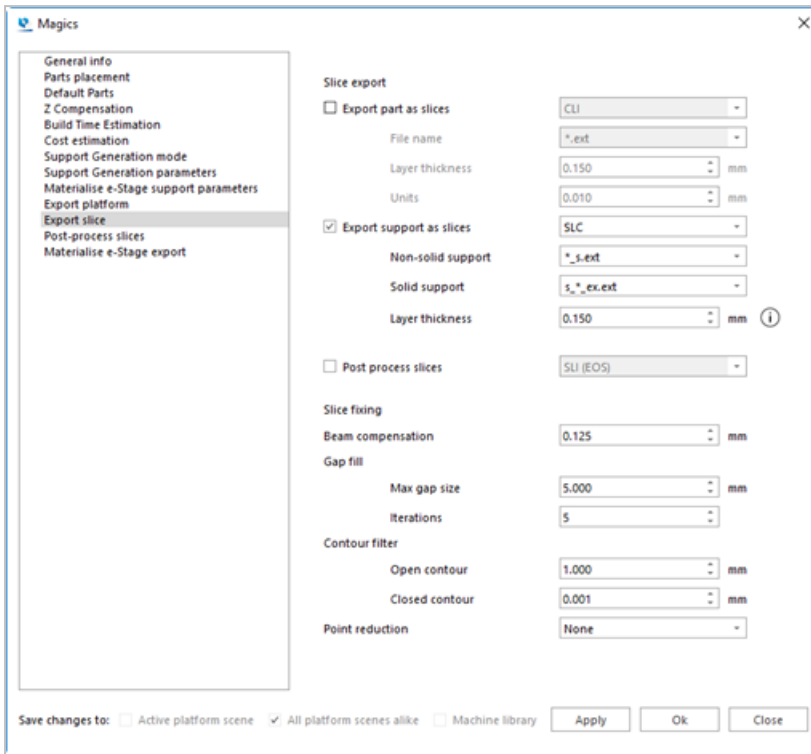 Magics
General info
Parts placement
Default Parts
Z Compensation
Build Time Estimation
Cost estimation
Support Generation mode
Support Generation parameters
Materialise e-Stage support parameters
Export platform
Export slice
Post-process slices
Materialise e-Stage export
Slice export
Export part as slices CLI
File name *.ext
Layer thickness 0.150 mm
Units 0.010 mm
Export support as slices SLC
Non-solid support *_s.ext
Solid support s_*_ex.ext
Layer thickness 0.150 mm
Post process slices SLI (EOS)
Slice fixing
Beam compensation 0.125 mm
Gap fill
Max gap size 5.000 mm
Iterations 5
Contour filter
Open contour 1.000 mm
Closed contour 0.001 mm
Point reduction None
Save changes to: Active platform scene All platform scenes alike Machine library Apply Ok Close